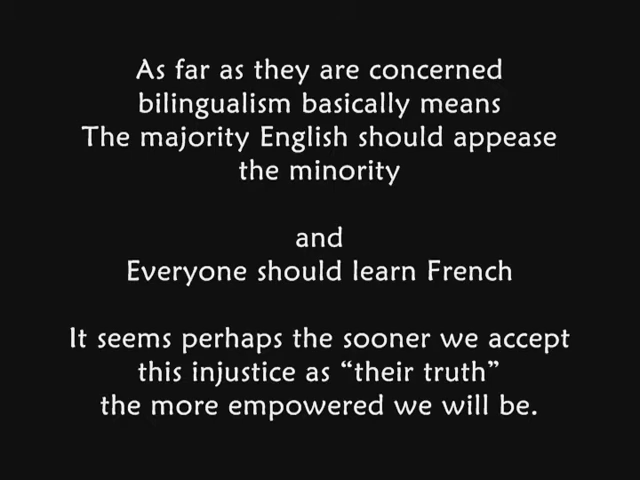 As far as they are concerned
bilingualism basically means
The majority English should appease
the minority
and
Everyone should learn French
It seems perhaps the sooner we accept
this injustice as “their truth”
the more empowered we will be.